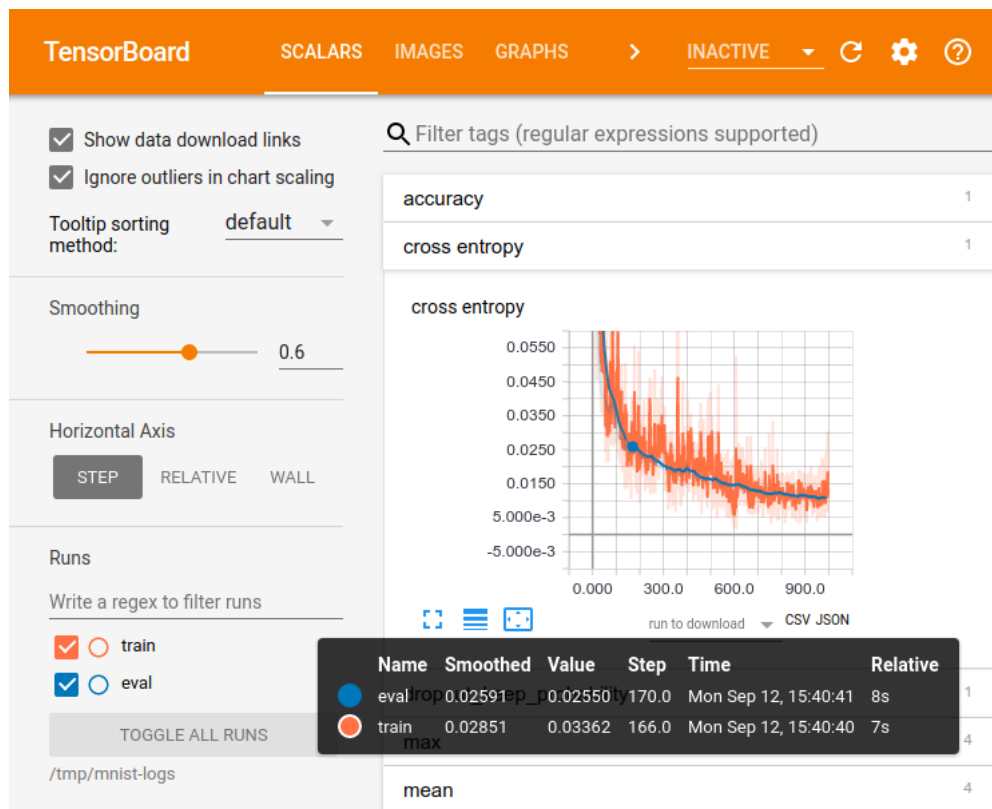 TensorBoard SCALARS IMAGES GRAPHS INACTIVE
Show data download links
Ignore outliers in chart scaling
Tooltip sorting method: default
Smoothing
0.6
Horizontal Axis
STEP RELATIVE WALL
Runs
Write a regex to filter runs
train
eval
TOGGLE ALL RUNS
/tmp/mnist-logs
Filter tags (regular expressions supported)
accuracy 1
cross entropy 1
cross entropy
0.0550
0.0450
0.0350
0.0250
0.0150
5.000e-3
-5.000e-3
0.000 300.0 600.0 900.0
run to download CSV JSON
Name Smoothed Value Step Time Relative
eval 0.02591 0.02550 170.0 Mon Sep 12, 15:40:41 8s
train 0.02851 0.03362 166.0 Mon Sep 12, 15:40:40 7s
1
max 4
mean 4